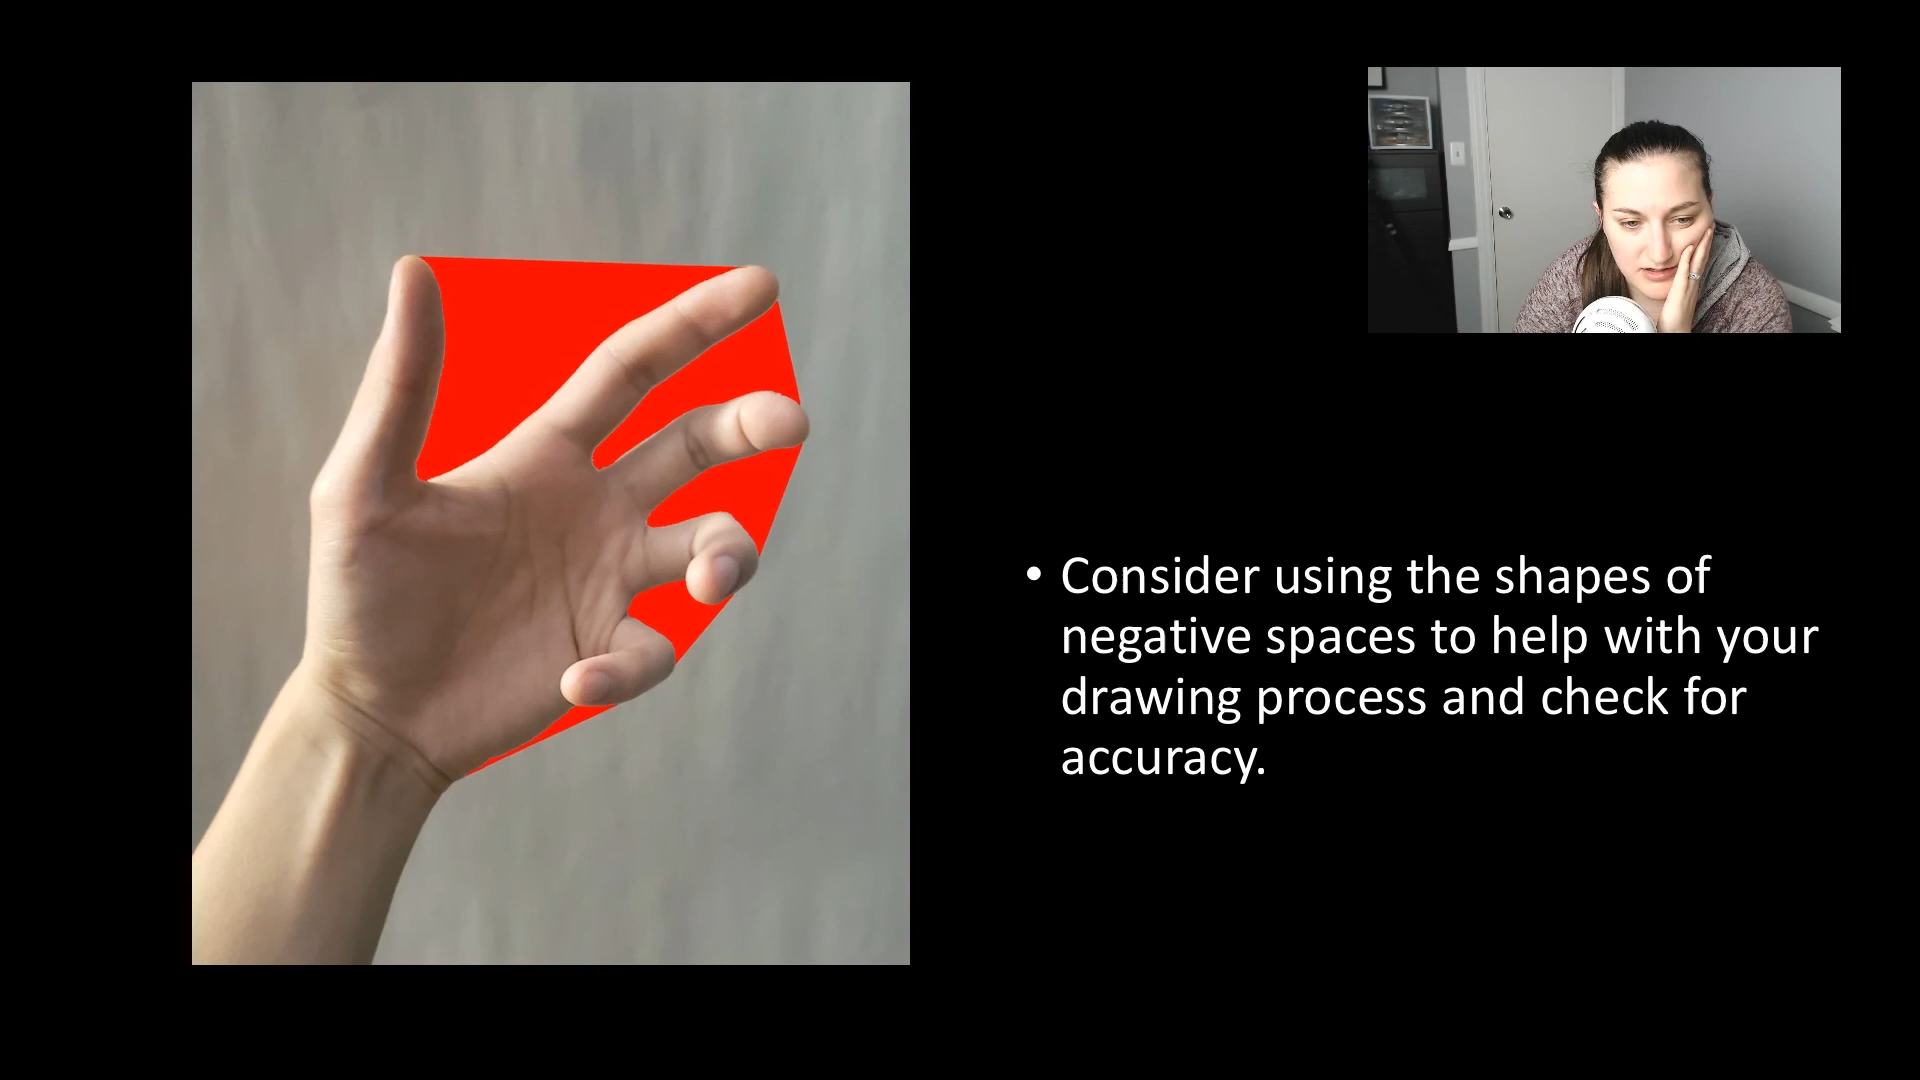 • Consider using the shapes of
negative spaces to help with your
drawing process and check for
accuracy.